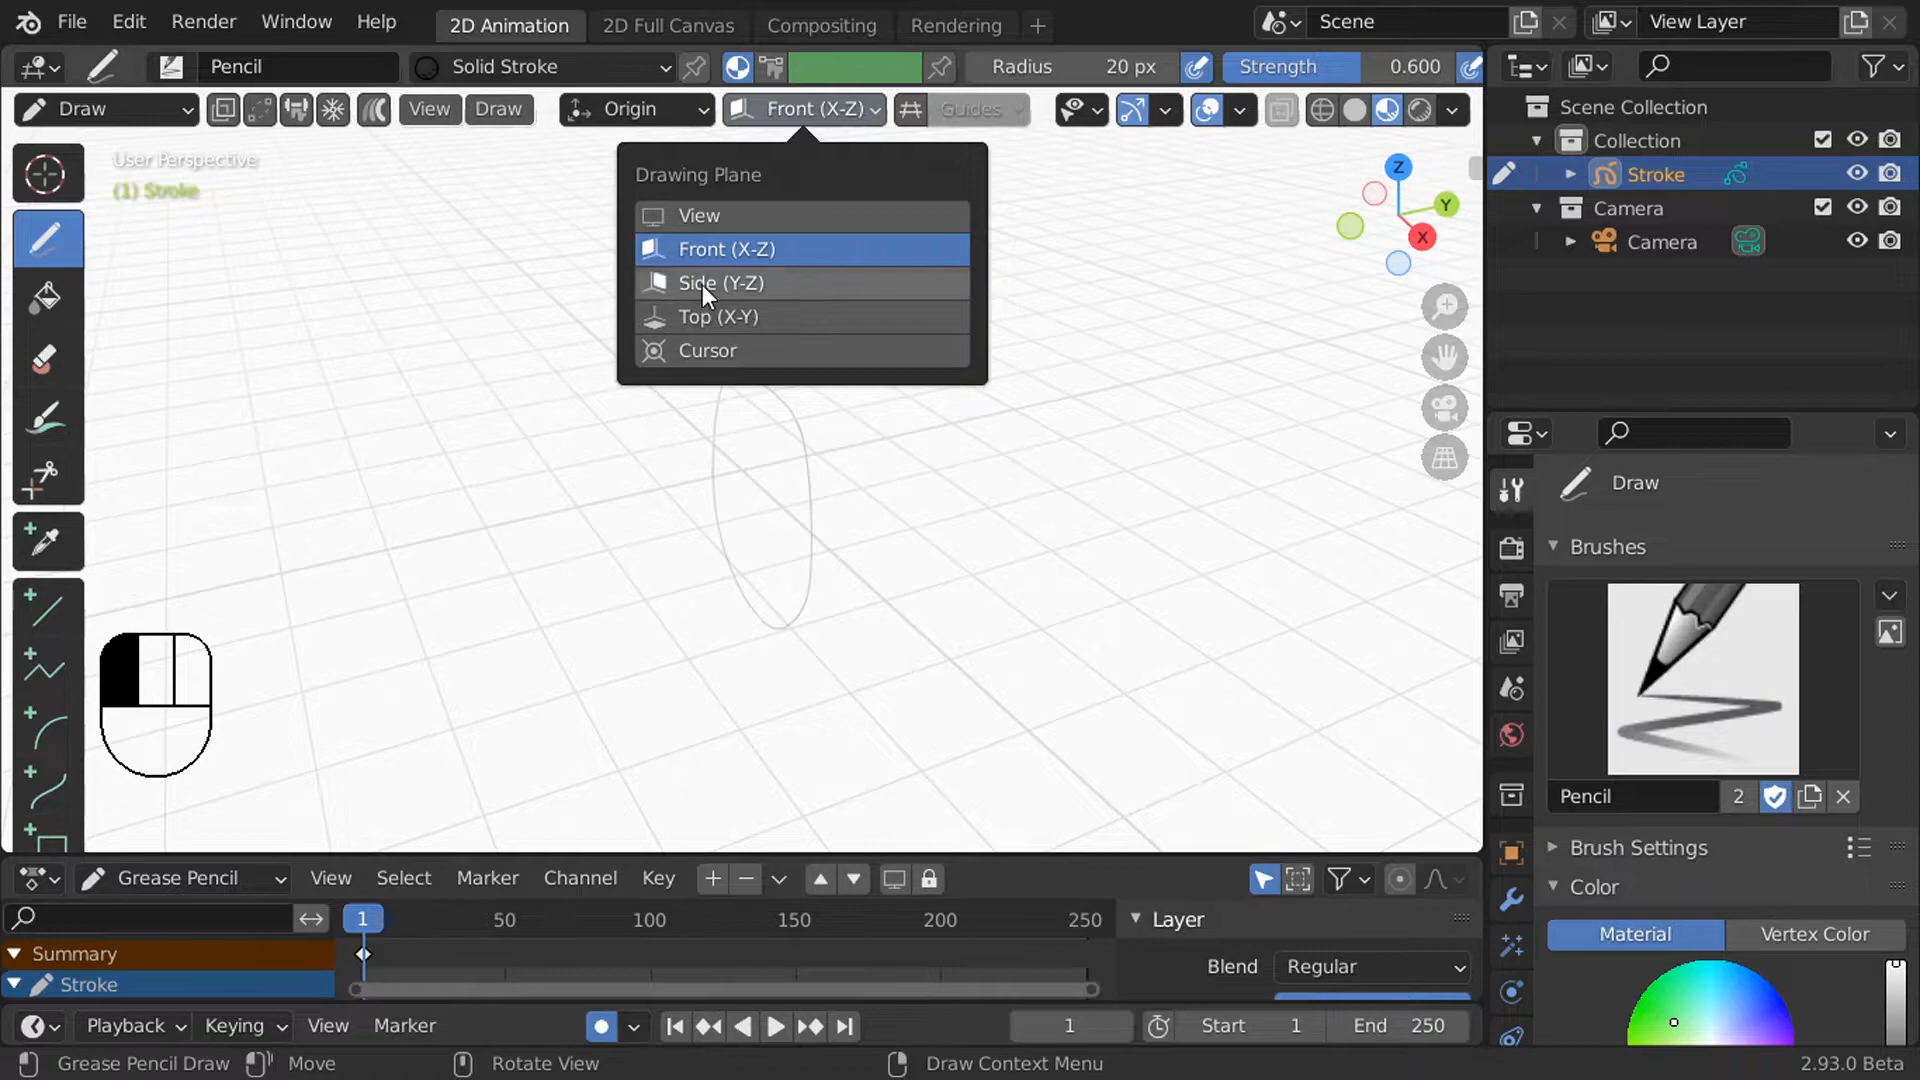 File Edit Render Window Help 2D Animation 2D Full Canvas Compositing Rendering + Scene View Layer
Pencil Solid Stroke Radius 20 px Strength 0.600
Draw View Draw Origin Front (X-Z) Guides
Scene Collection
Collection
Stroke
Camera
Camera
User Perspective
(1) Stroke
Drawing Plane
View
Front (X-Z)
Side (Y-Z)
Top (X-Y)
Cursor
Z
Y
X
Draw
Brushes
Pencil 2
Brush Settings
Color
Material Vertex Color
Grease Pencil View Select Marker Channel Key
1 50 100 150 200 250
Layer
Summary
Blend Regular
Stroke
Playback Keying View Marker 1 Start 1 End 250
Grease Pencil Draw Move Rotate View Draw Context Menu 2.93.0 Beta